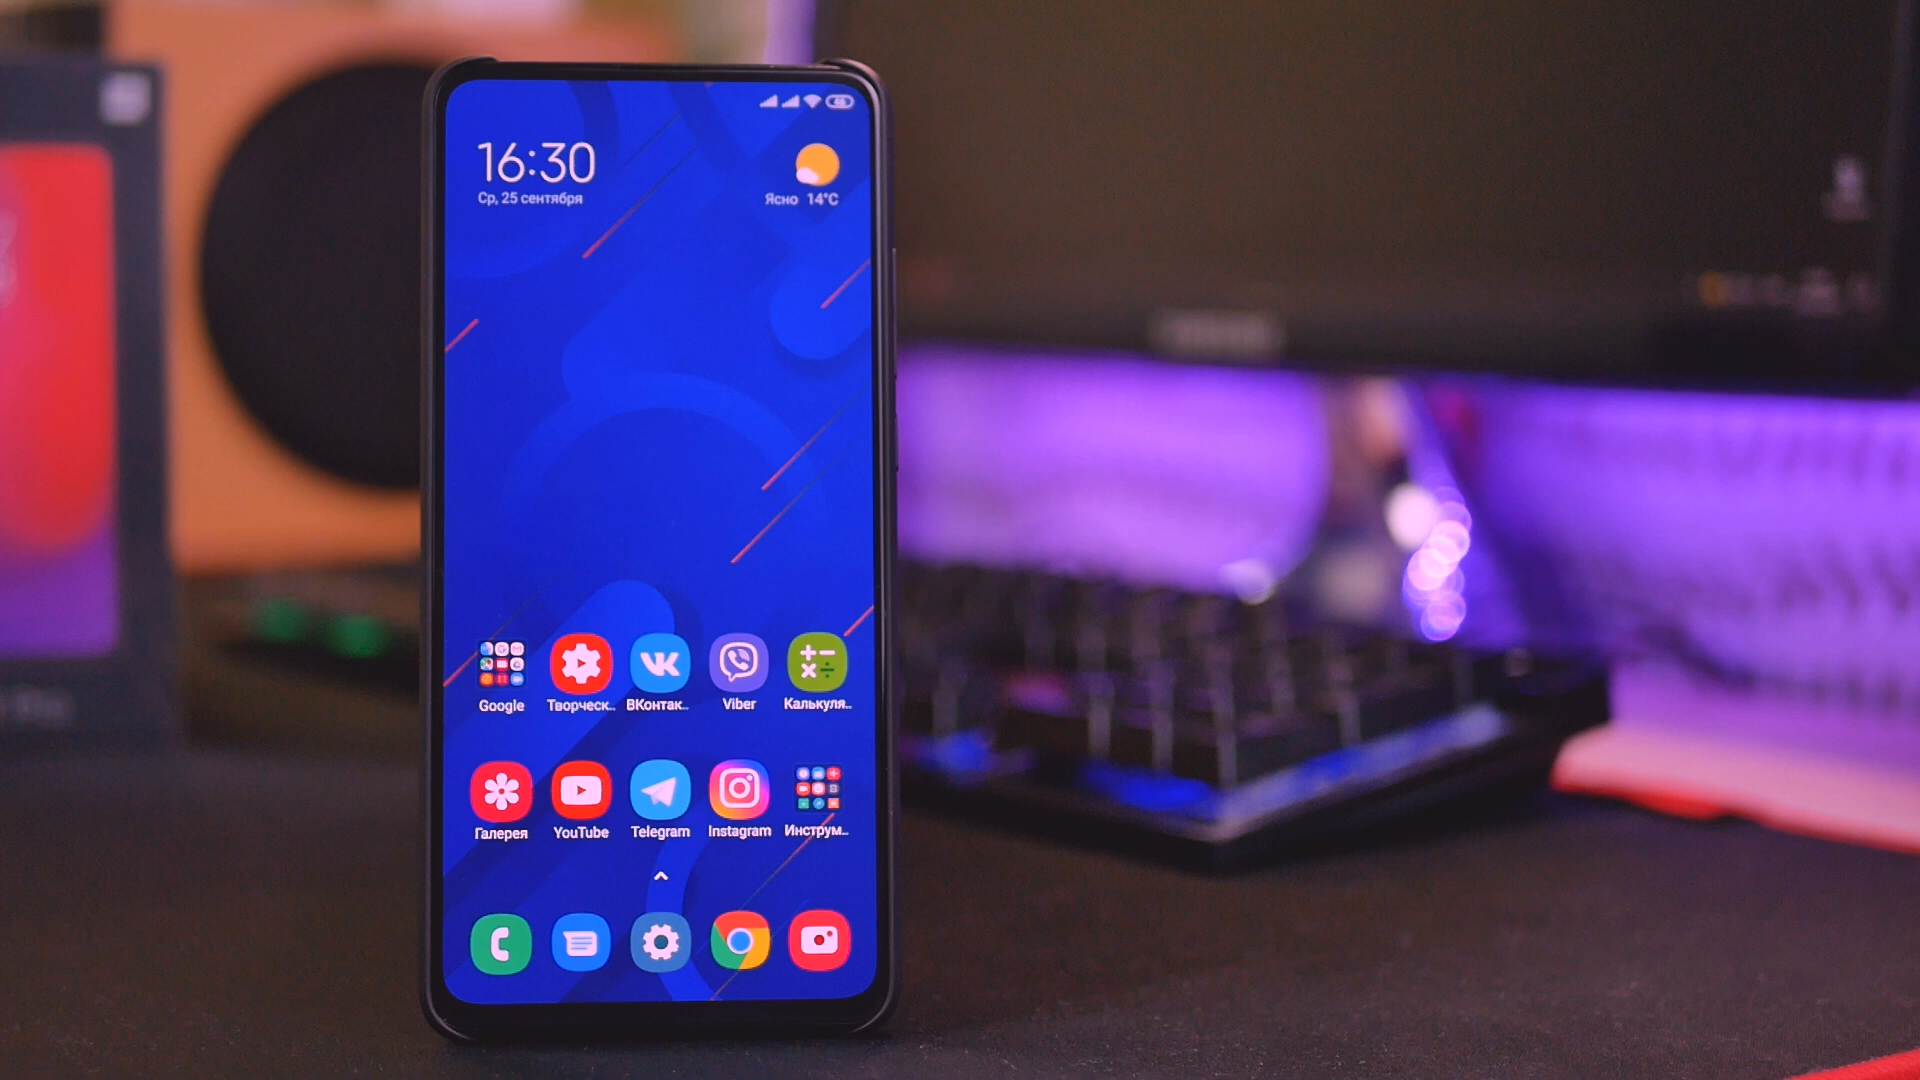 16:30
Ср, 25 сентября
Ясно 14°C
Google Творческ.. ВКонтак.. Viber Калькуля..
Галерея YouTube Telegram Instagram Инструм..